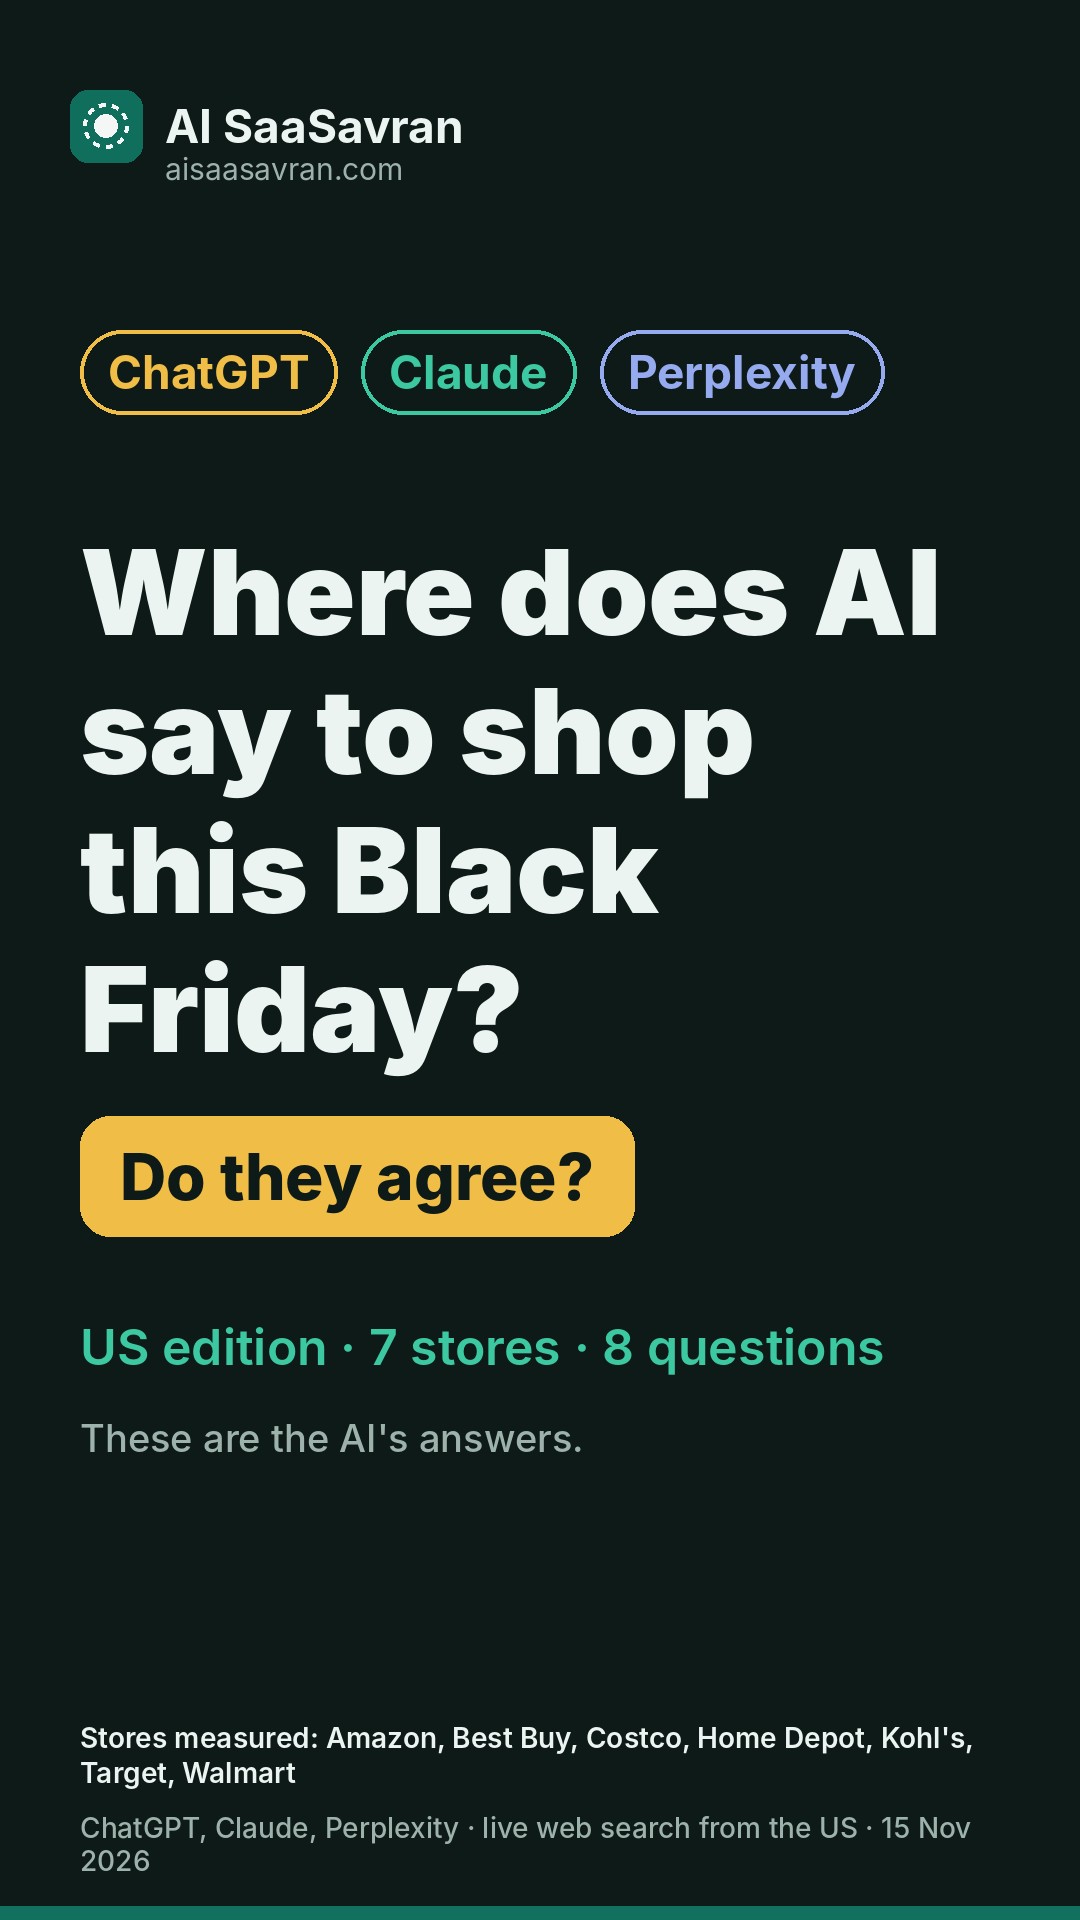 AI SaaSavran
aisaasavran.com
ChatGPT Claude Perplexity
Where does AI
say to shop
this Black
Friday?
Do they agree?
US edition · 7 stores · 8 questions
These are the AI's answers.
Stores measured: Amazon, Best Buy, Costco, Home Depot, Kohl's,
Target, Walmart
ChatGPT, Claude, Perplexity · live web search from the US · 15 Nov
2026